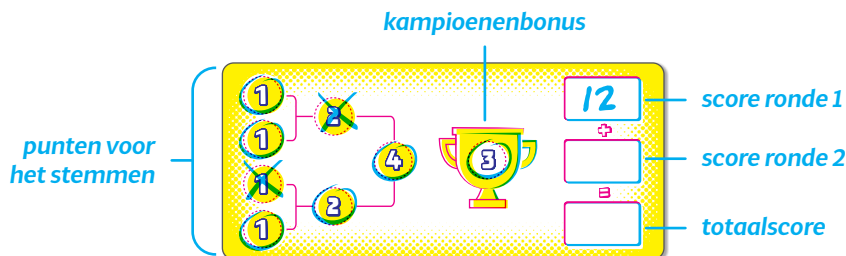 kampioenenbonus
punten voor
het stemmen
1
1
1
1
2
2
4
3
12
+
=
score ronde 1
score ronde 2
totaalscore